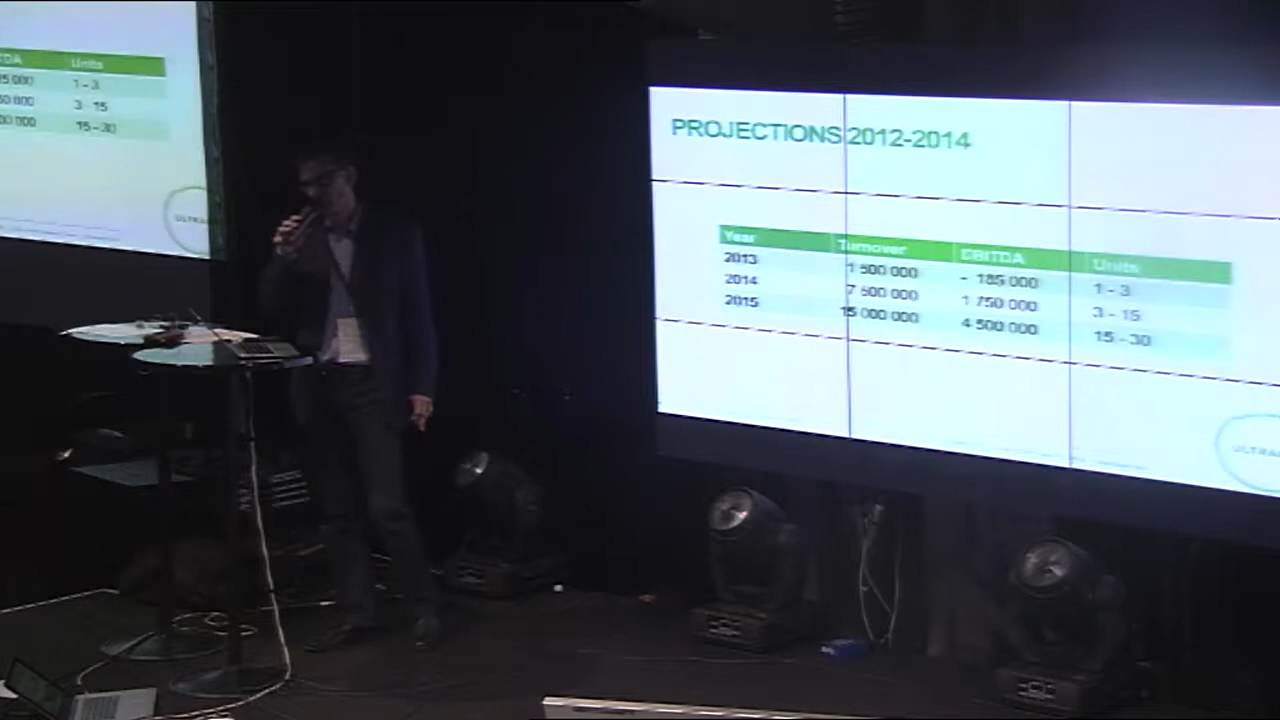 Units
1 - 3
3 - 15
15 - 30
PROJECTIONS 2012-2014
Year Turnover EBITDA Units
2013 1 500 000 - 185 000 1 - 3
2014 7 500 000 1 750 000 3 - 15
2015 15 000 000 4 500 000 15 - 30